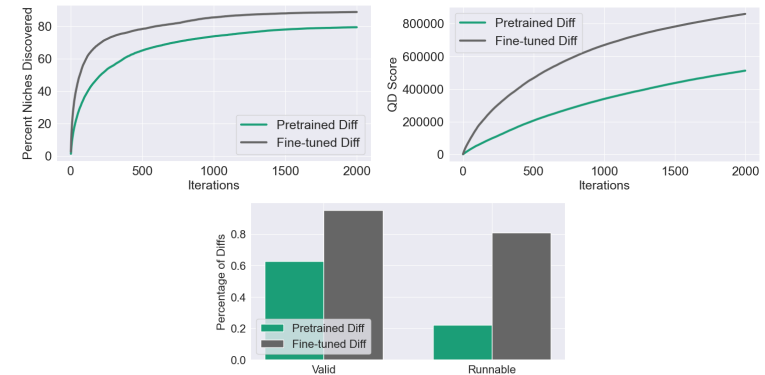 Percent Niches Discovered
80
60
40
20
0
Pretrained Diff
Fine-tuned Diff
0 500 1000 1500 2000
Iterations
QD Score
800000
600000
400000
200000
0
Pretrained Diff
Fine-tuned Diff
0 500 1000 1500 2000
Iterations
Percentage of Diffs
0.8
0.6
0.4
0.2
0.0
Pretrained Diff
Fine-tuned Diff
Valid Runnable